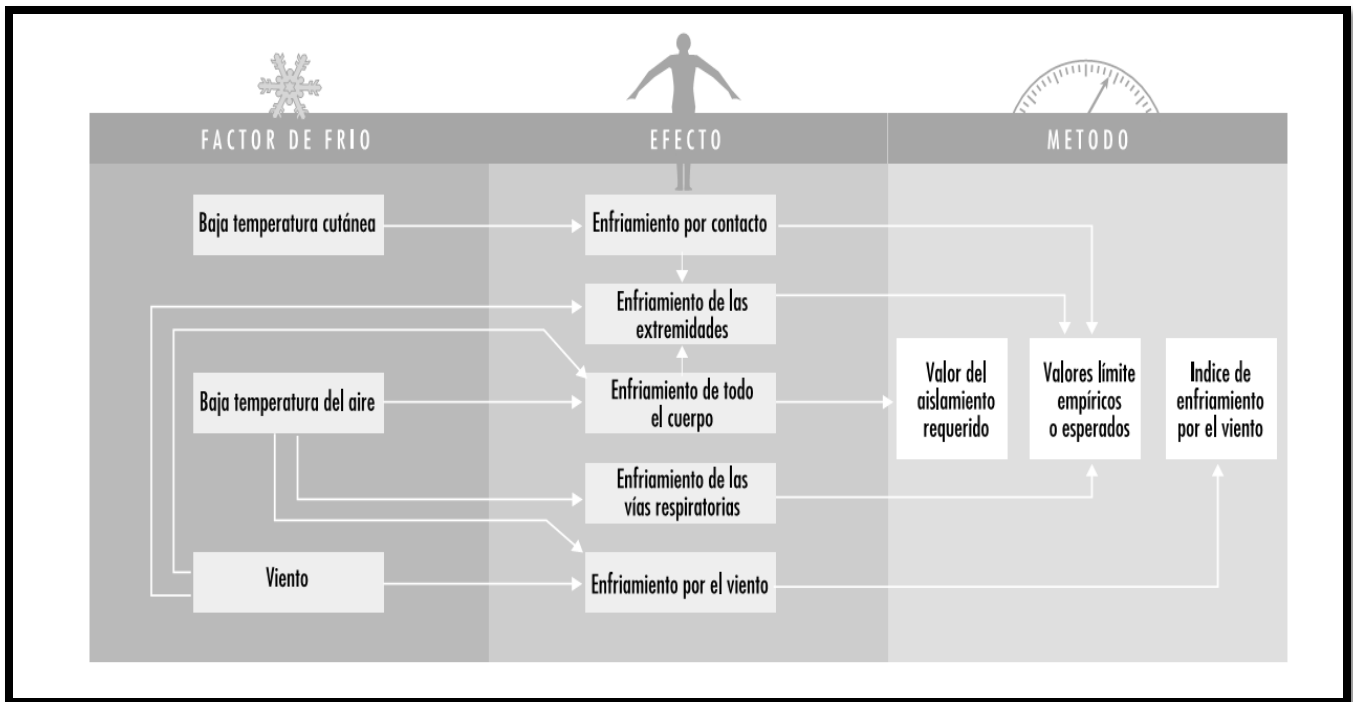 FACTOR DE FRIO
EFECTO
METODO
Baja temperatura cutánea
Enfriamiento por contacto
Enfriamiento de las
extremidades
Baja temperatura del aire
Enfriamiento de todo
el cuerpo
Valor del
aislamiento
requerido
Valores límite
empíricos
o esperados
Indice de
enfriamiento
por el viento
Enfriamiento de las
vías respiratorias
Viento
Enfriamiento por el viento